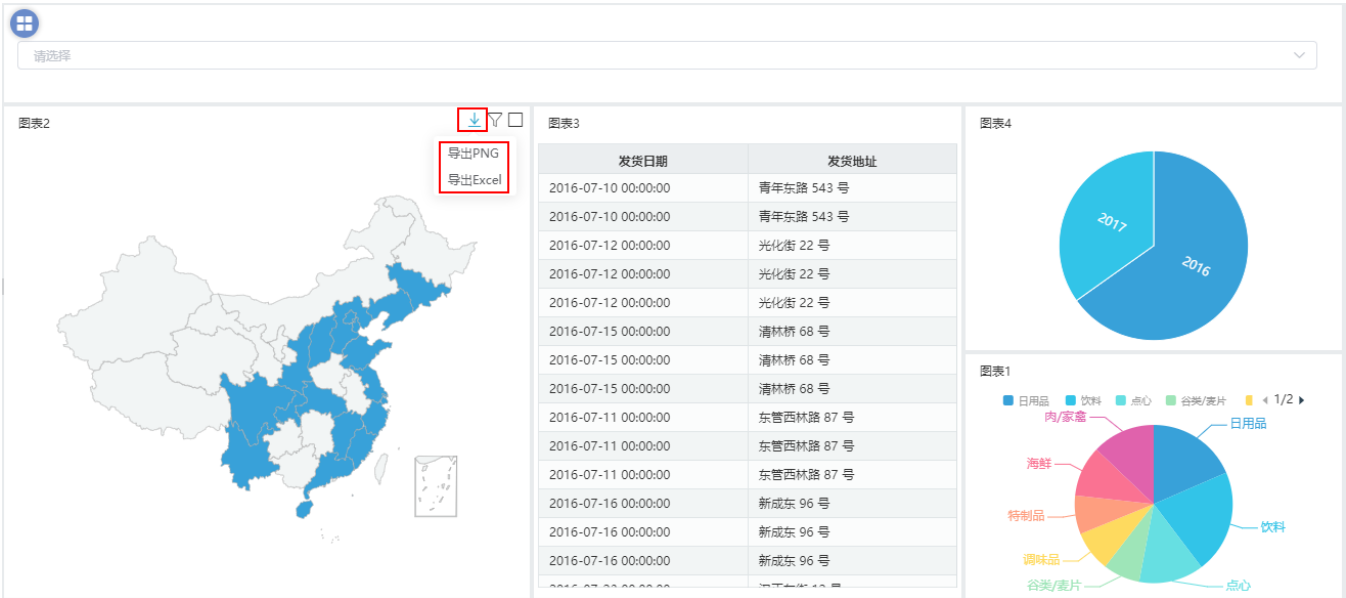 请选择
图表2
导出PNG
导出Excel
图表3
发货日期 发货地址
2016-07-10 00:00:00 青年东路 543 号
2016-07-10 00:00:00 青年东路 543 号
2016-07-12 00:00:00 光化街 22 号
2016-07-12 00:00:00 光化街 22 号
2016-07-12 00:00:00 光化街 22 号
2016-07-15 00:00:00 清林桥 68 号
2016-07-15 00:00:00 清林桥 68 号
2016-07-15 00:00:00 清林桥 68 号
2016-07-11 00:00:00 东管西林路 87 号
2016-07-11 00:00:00 东管西林路 87 号
2016-07-11 00:00:00 东管西林路 87 号
2016-07-16 00:00:00 新成东 96 号
2016-07-16 00:00:00 新成东 96 号
2016-07-16 00:00:00 新成东 96 号
图表4
2017
2016
图表1
日用品 饮料 点心 谷类/麦片 1/2
肉/家禽
日用品
海鲜
特制品
饮料
调味品
谷类/麦片
点心